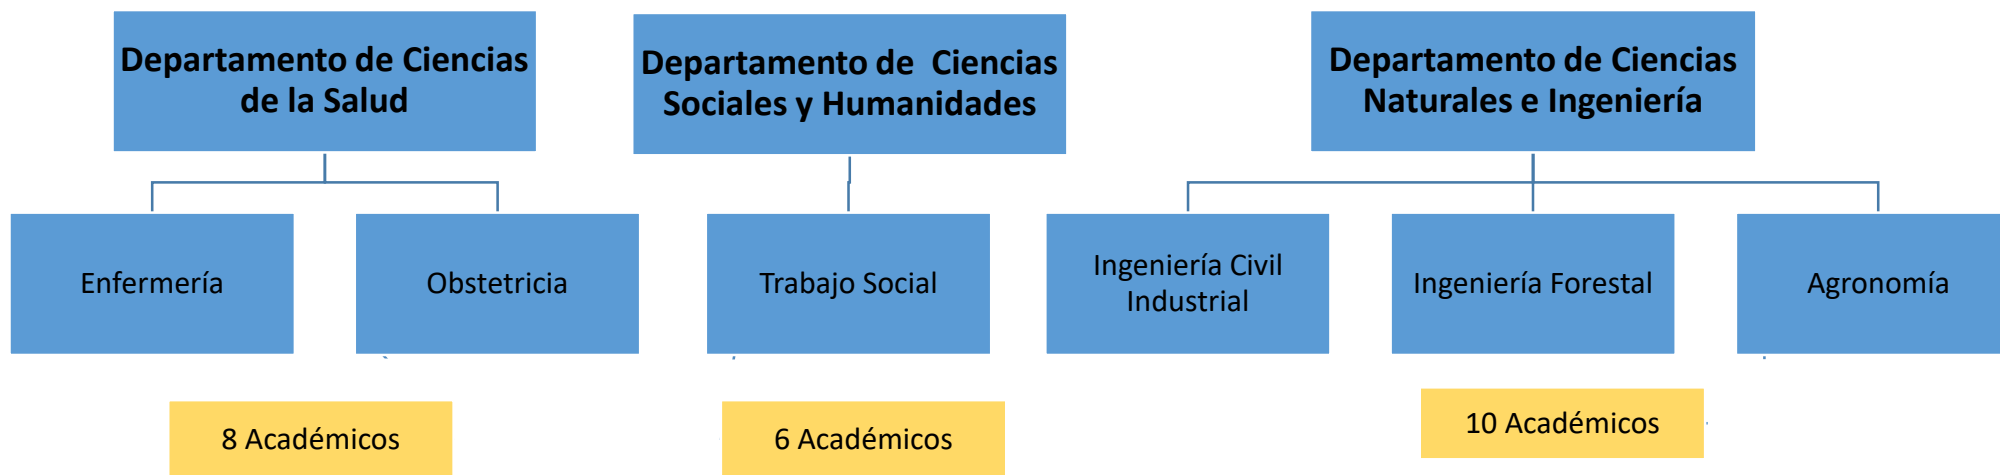 Departamento de Ciencias
de la Salud
Departamento de  Ciencias
Sociales y Humanidades
Departamento de Ciencias
Naturales e Ingeniería
Enfermería
Obstetricia
Trabajo Social
Ingeniería Civil
Industrial
Ingeniería Forestal
Agronomía
8 Académicos
6 Académicos
10 Académicos